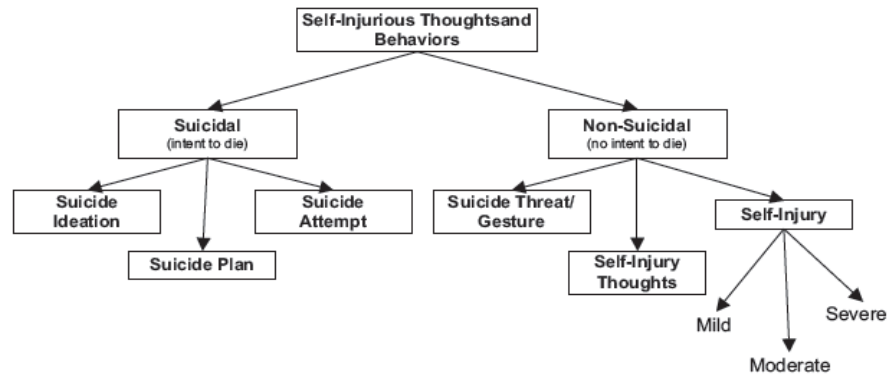 Self-Injurious Thoughtsand
Behaviors
Suicidal
(intent to die)
Non-Suicidal
(no intent to die)
Suicide
Ideation
Suicide Plan
Suicide
Attempt
Suicide Threat/
Gesture
Self-Injury
Thoughts
Self-Injury
Mild
Moderate
Severe